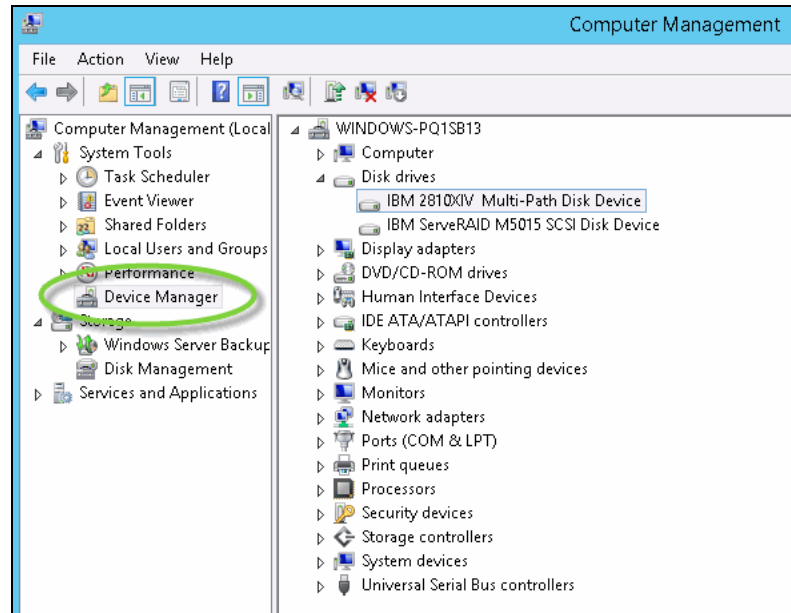 Computer Management
File Action View Help
Computer Management (Local
System Tools
Task Scheduler
Event Viewer
Shared Folders
Local Users and Groups
Performance
Device Manager
Storage
Windows Server Backup
Disk Management
Services and Applications
WINDOWS-PQ1SB13
Computer
Disk drives
IBM 2810XIV Multi-Path Disk Device
IBM ServeRAID M5015 SCSI Disk Device
Display adapters
DVD/CD-ROM drives
Human Interface Devices
IDE ATA/ATAPI controllers
Keyboards
Mice and other pointing devices
Monitors
Network adapters
Ports (COM & LPT)
Print queues
Processors
Security devices
Storage controllers
System devices
Universal Serial Bus controllers